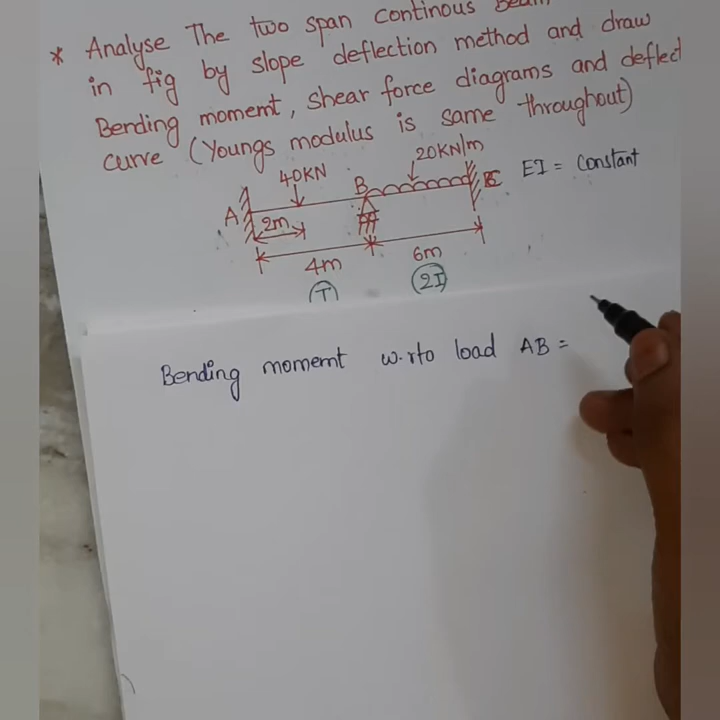 * Analyse The two span continous Beam
in fig by slope deflection method and draw
Bending moment, shear force diagrams and deflect
curve (Youngs modulus is same throughout)
40KN
20KN/m
EI = constant
A
B
C
2m
4m
6m
(I)
(2I)
Bending moment w.rto load AB =